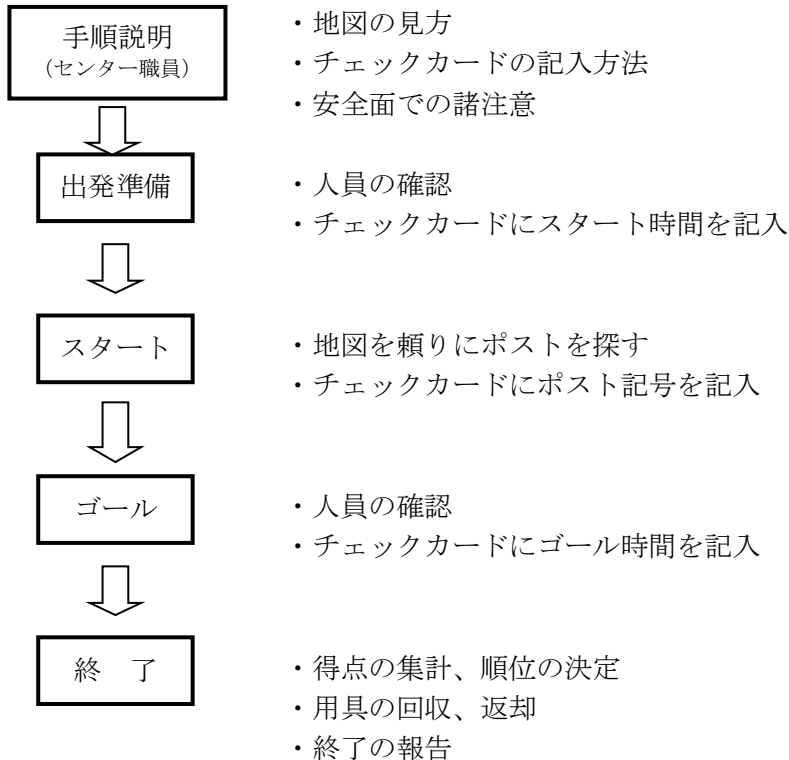 手順説明
（センター職員）
・地図の見方
・チェックカードの記入方法
・安全面での諸注意
出発準備
・人員の確認
・チェックカードにスタート時間を記入
スタート
・地図を頼りにポストを探す
・チェックカードにポスト記号を記入
ゴール
・人員の確認
・チェックカードにゴール時間を記入
終　了
・得点の集計、順位の決定
・用具の回収、返却
・終了の報告